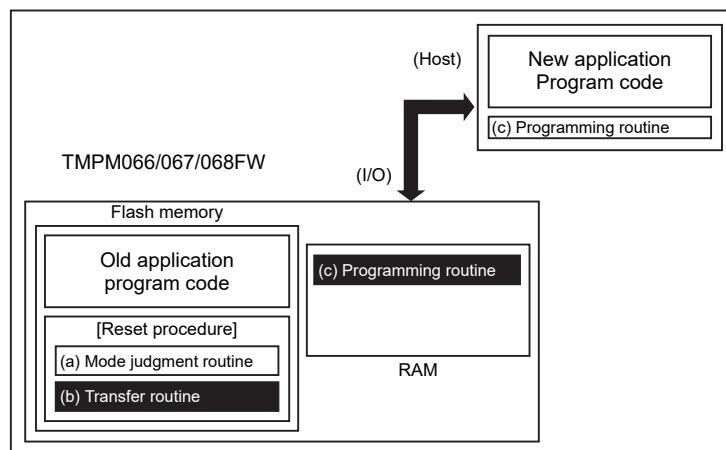 (Host)
New application
Program code
(c) Programming routine
TMPM066/067/068FW
(I/O)
Flash memory
Old application
program code
[Reset procedure]
(a) Mode judgment routine
(b) Transfer routine
(c) Programming routine
RAM